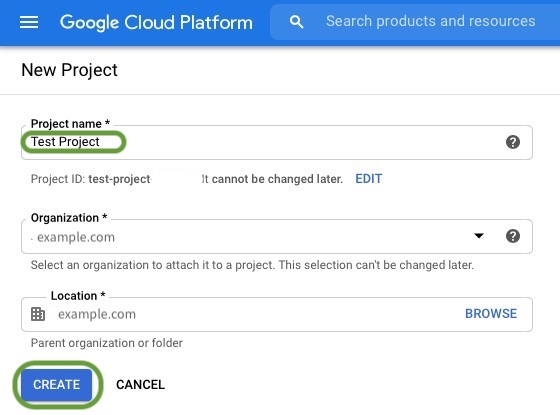 Google Cloud Platform
Search products and resources
New Project
Project name *
Test Project
Project ID: test-project It cannot be changed later. EDIT
Organization *
example.com
Select an organization to attach it to a project. This selection can't be changed later.
Location *
example.com BROWSE
Parent organization or folder
CREATE CANCEL